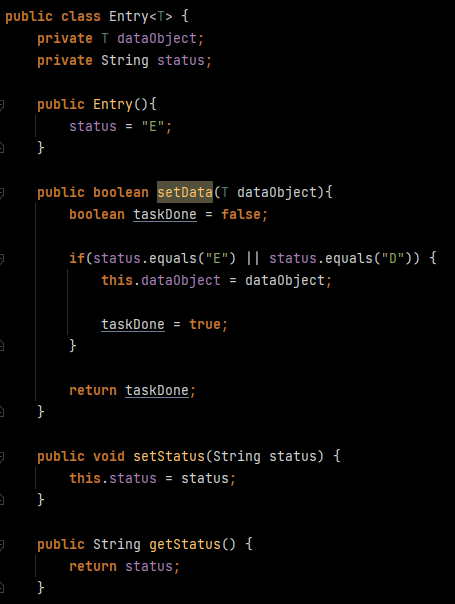 public class Entry<T> {
    private T dataObject;
    private String status;

    public Entry(){
        status = "E";
    }

    public boolean setData(T dataObject){
        boolean taskDone = false;

        if(status.equals("E") || status.equals("D")) {
            this.dataObject = dataObject;

            taskDone = true;
        }

        return taskDone;
    }

    public void setStatus(String status) {
        this.status = status;
    }

    public String getStatus() {
        return status;
    }